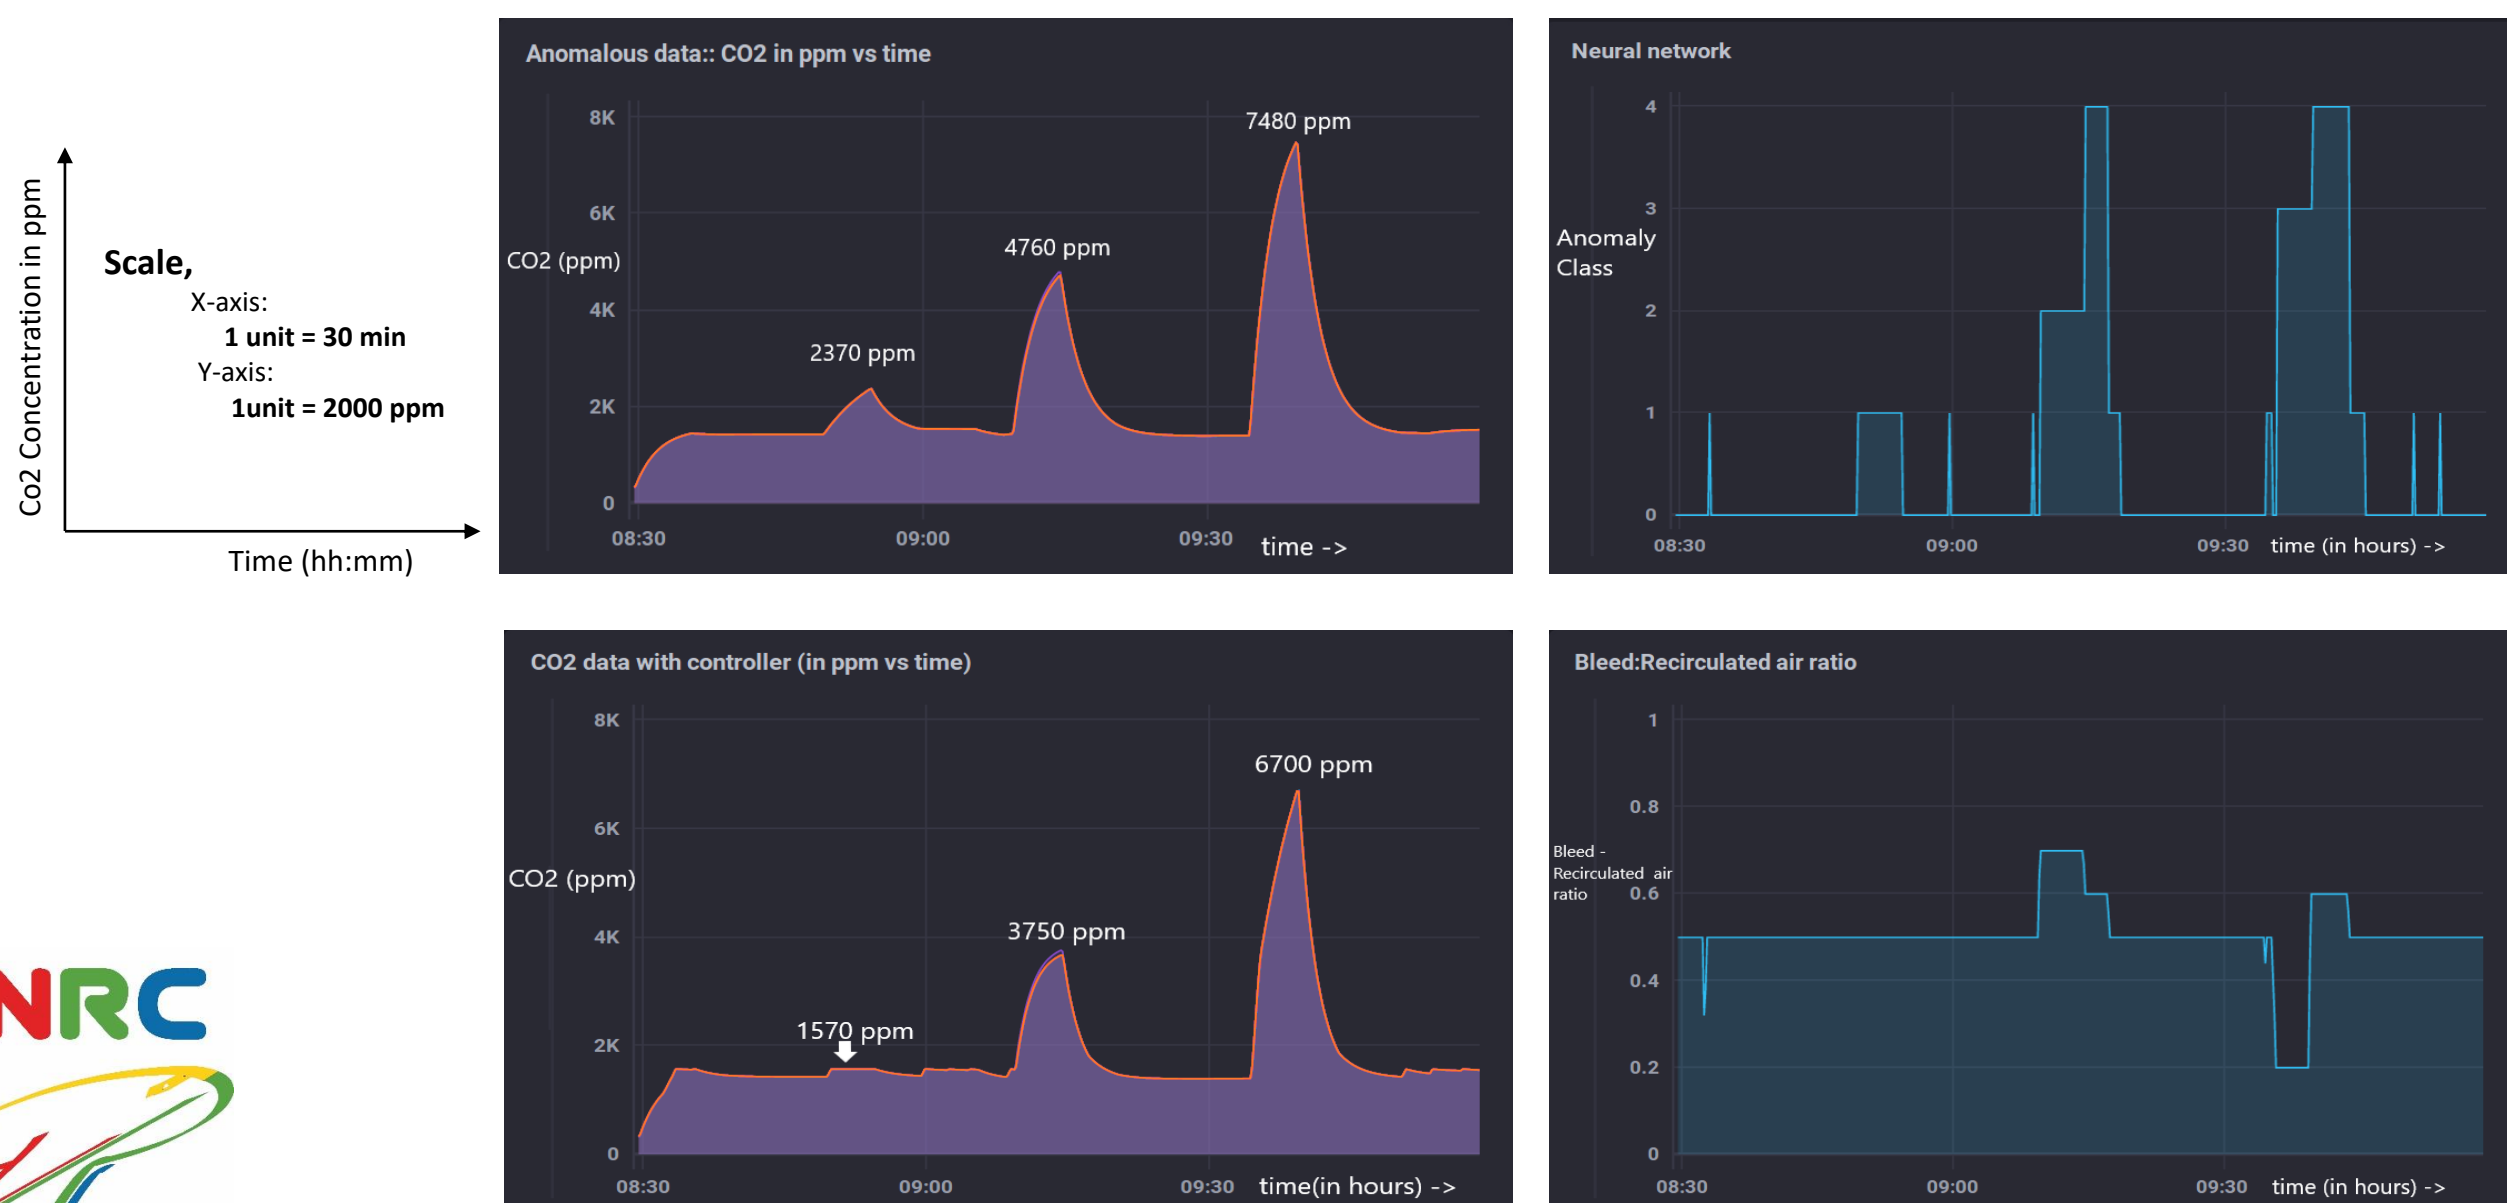 Co2 Concentration in ppm
Scale,
X-axis:
1 unit = 30 min
Y-axis:
1unit = 2000 ppm
Time (hh:mm)
Anomalous data:: CO2 in ppm vs time
8K
6K
4K
2K
0
CO2 (ppm)
2370 ppm
4760 ppm
7480 ppm
08:30
09:00
09:30
time ->
Neural network
4
3
2
1
0
Anomaly
Class
08:30
09:00
09:30
time (in hours) ->
CO2 data with controller (in ppm vs time)
8K
6K
4K
2K
0
CO2 (ppm)
1570 ppm
3750 ppm
6700 ppm
08:30
09:00
09:30
time(in hours) ->
Bleed:Recirculated air ratio
1
0.8
0.6
0.4
0.2
0
Bleed -
Recirculated air
ratio
08:30
09:00
09:30
time (in hours) ->
NRC